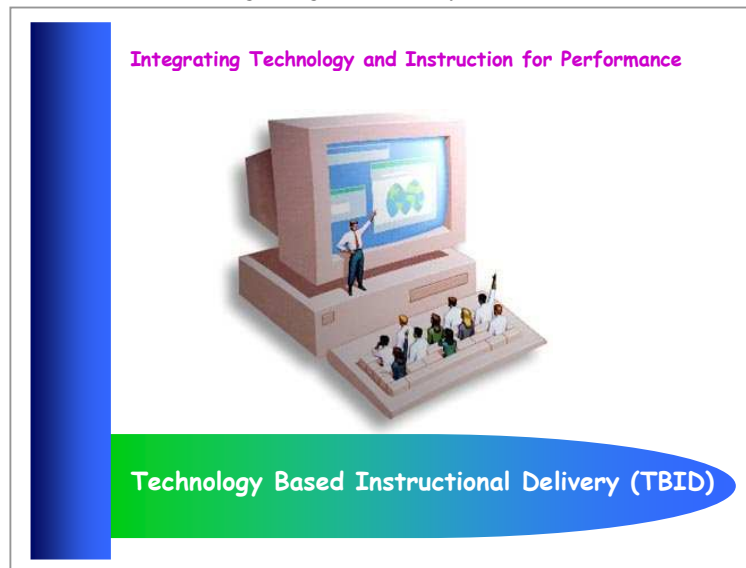 Integrating Technology and Instruction for Performance
Technology Based Instructional Delivery (TBID)